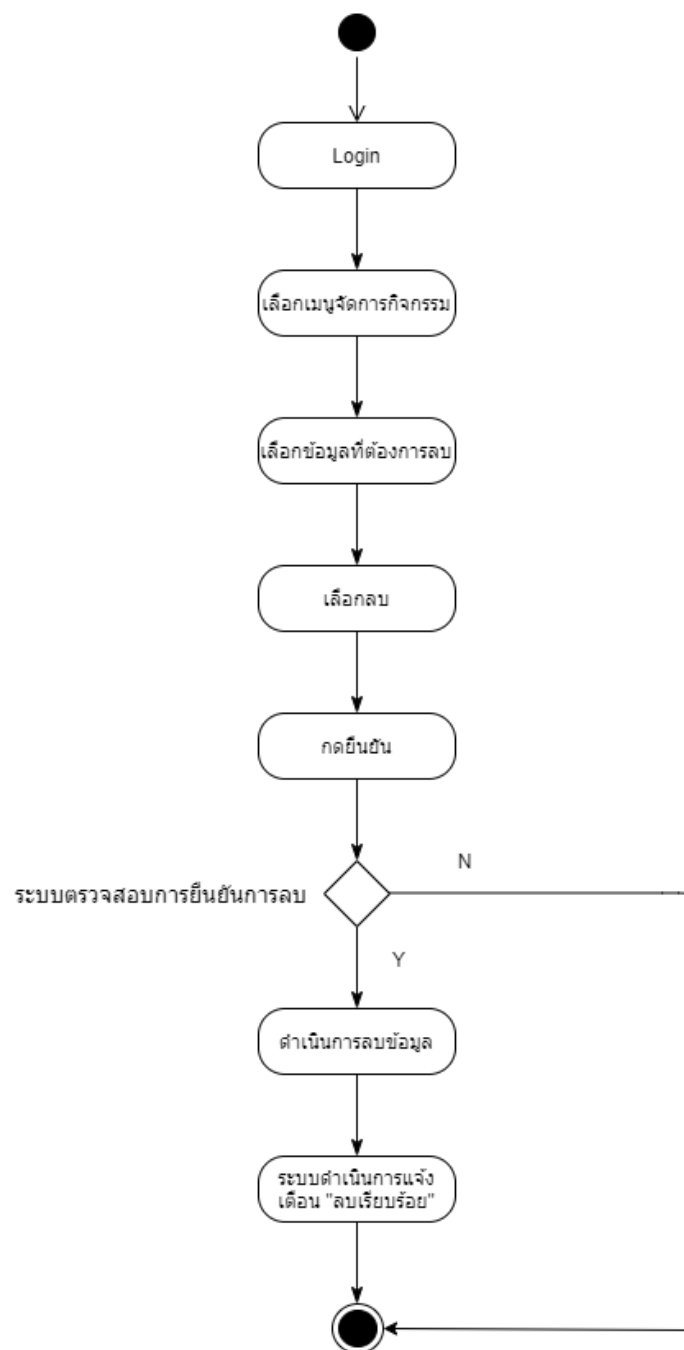 Login
เลือกเมนูจัดการกิจกรรม
เลือกข้อมูลที่ต้องการลบ
เลือกลบ
กดยืนยัน
N
ระบบตรวจสอบการยืนยันการลบ
Y
ดำเนินการลบข้อมูล
ระบบดำเนินการแจ้ง
เตือน "ลบเรียบร้อย"